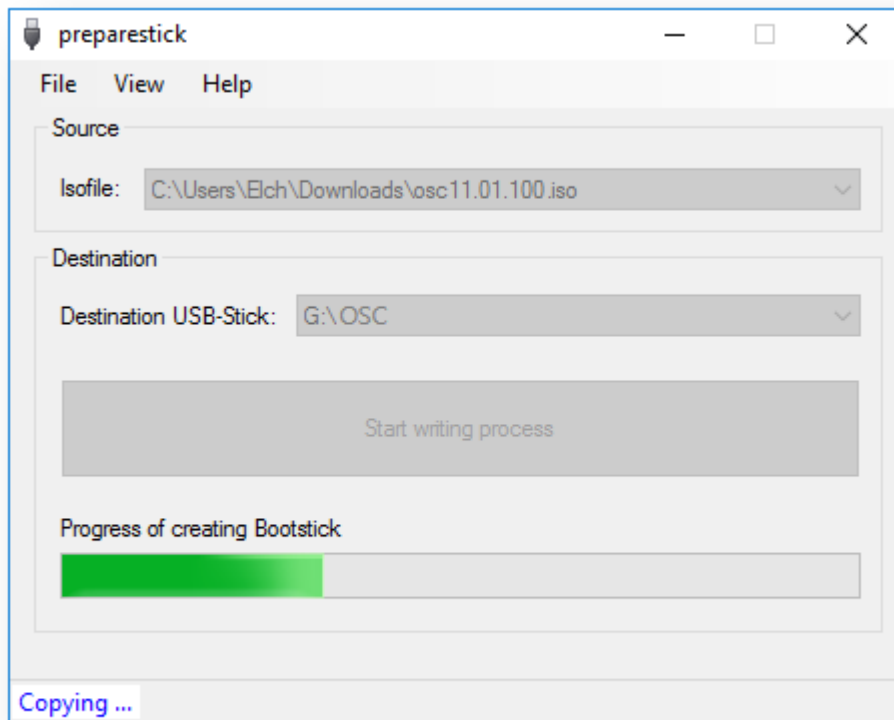 preparestick
File View Help
Source
Isofile: C:\Users\Elch\Downloads\osc11.01.100.iso
Destination
Destination USB-Stick: G:\OSC
Start writing process
Progress of creating Bootstick
Copying ...